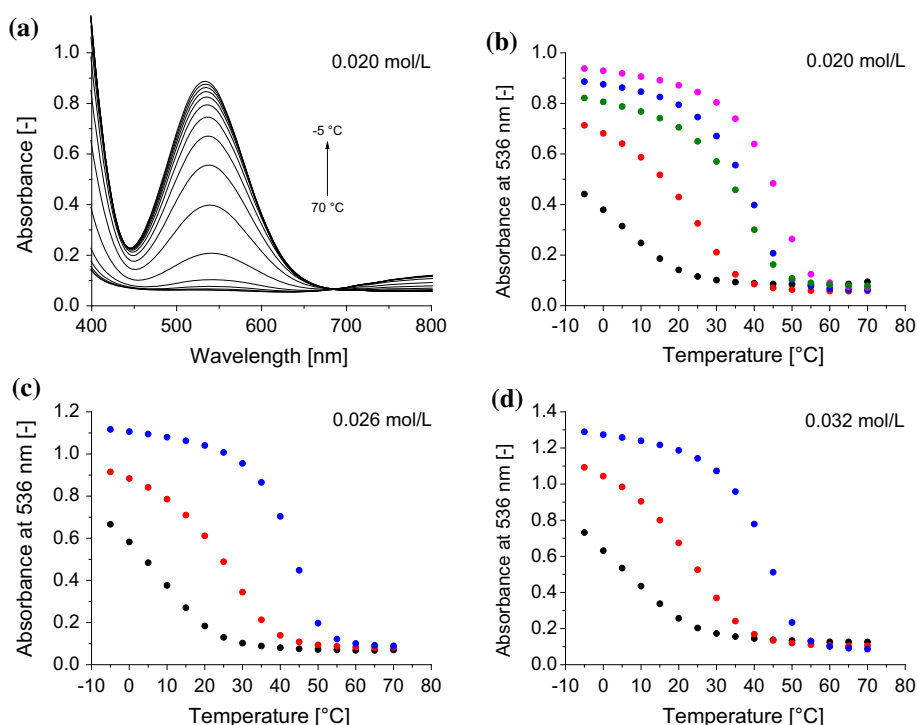 (a)
0.020 mol/L
-5 °C
70 °C
Absorbance [-]
1.0
0.8
0.6
0.4
0.2
0.0
400 500 600 700 800
Wavelength [nm]
(b)
0.020 mol/L
Absorbance at 536 nm [-]
1.0
0.8
0.6
0.4
0.2
0.0
-10 0 10 20 30 40 50 60 70 80
Temperature [°C]
(c)
0.026 mol/L
Absorbance at 536 nm [-]
1.2
1.0
0.8
0.6
0.4
0.2
0.0
-10 0 10 20 30 40 50 60 70 80
Temperature [°C]
(d)
0.032 mol/L
Absorbance at 536 nm [-]
1.4
1.2
1.0
0.8
0.6
0.4
0.2
0.0
-10 0 10 20 30 40 50 60 70 80
Temperature [°C]